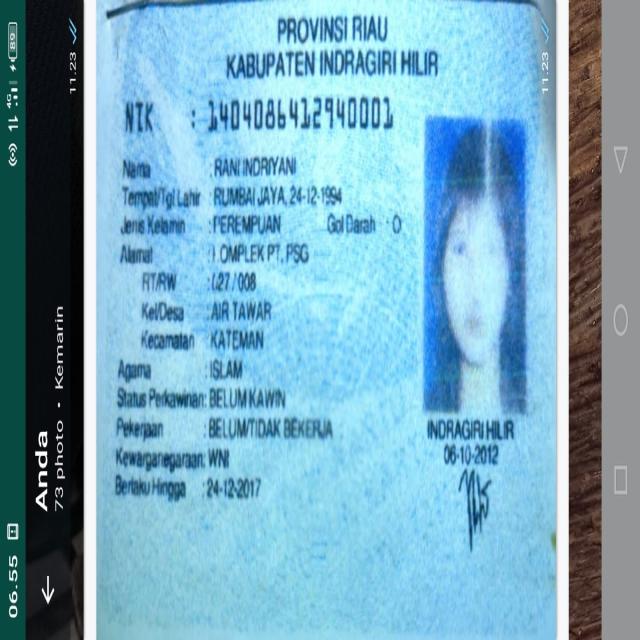 PROVINSI RIAU
KABUPATEN INDRAGIRI HILIR
NIK : 1404086412940001
Nama : RANI INDRIYANI
Tempat/Tgl Lahir : RUMBAI JAYA, 24-12-1994
Jenis Kelamin : PEREMPUAN Gol Darah : O
Alamat : KOMPLEK PT. PSG
RT/RW : 027 / 008
Kel/Desa : AIR TAWAR
Kecamatan : KATEMAN
Agama : ISLAM
Status Perkawinan: BELUM KAWIN
Pekerjaan : BELUM/TIDAK BEKERJA
Kewarganegaraan: WNI
Berlaku Hingga : 24-12-2017
INDRAGIRI HILIR
06-10-2012
06.55
4G 89
Anda
73 photo • Kemarin
11.23
11.23